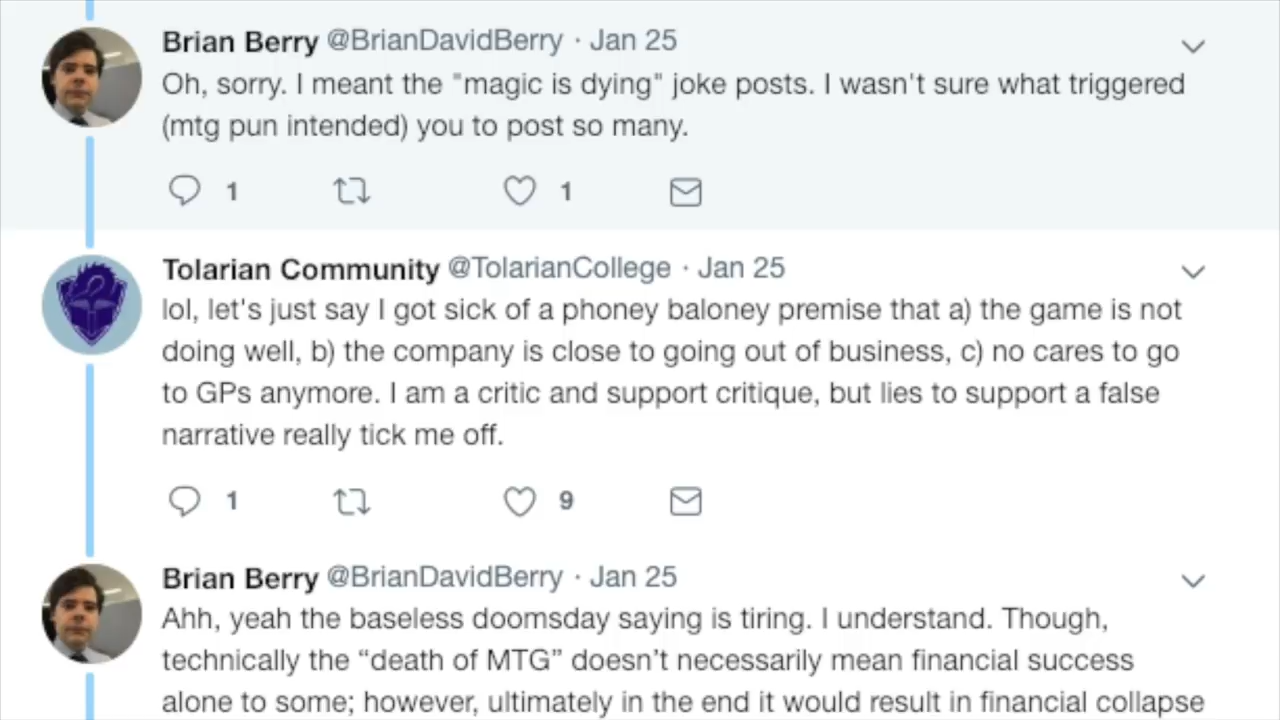 Brian Berry @BrianDavidBerry · Jan 25
Oh, sorry. I meant the "magic is dying" joke posts. I wasn't sure what triggered
(mtg pun intended) you to post so many.
1 1
Tolarian Community @TolarianCollege · Jan 25
lol, let's just say I got sick of a phoney baloney premise that a) the game is not
doing well, b) the company is close to going out of business, c) no cares to go
to GPs anymore. I am a critic and support critique, but lies to support a false
narrative really tick me off.
1 9
Brian Berry @BrianDavidBerry · Jan 25
Ahh, yeah the baseless doomsday saying is tiring. I understand. Though,
technically the “death of MTG” doesn’t necessarily mean financial success
alone to some; however, ultimately in the end it would result in financial collapse